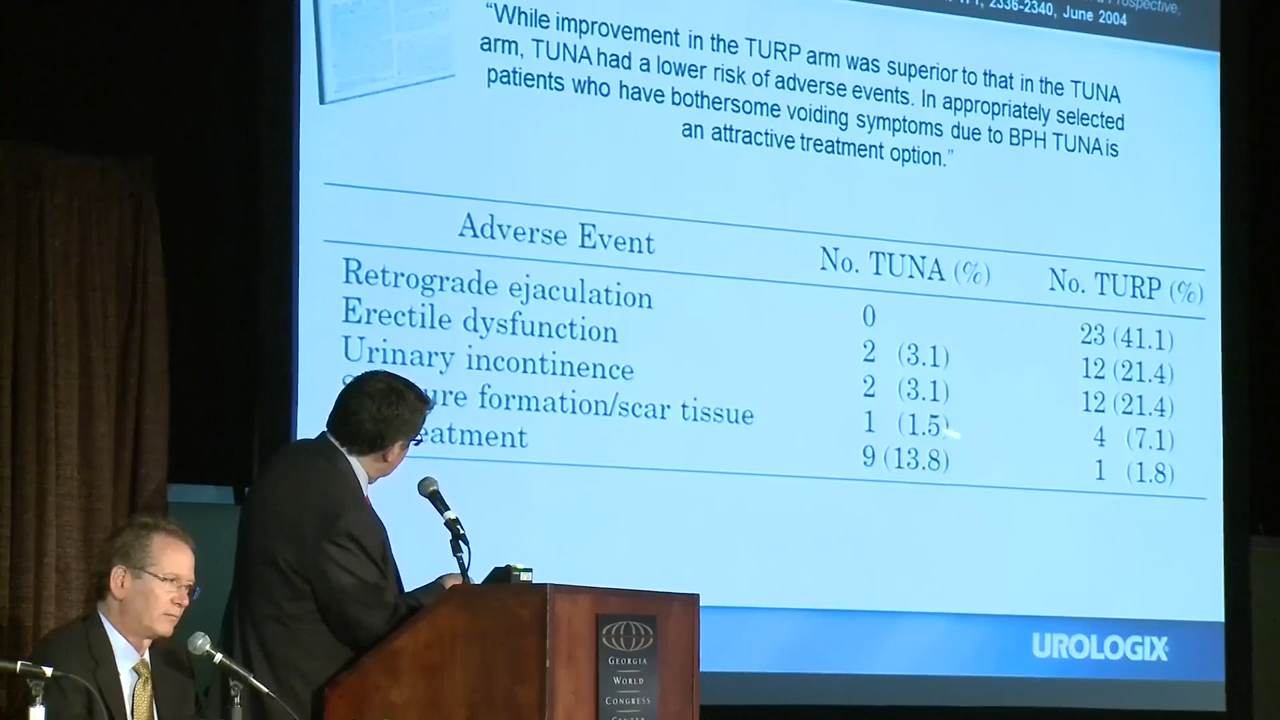 Prospective,
2336-2340, June 2004
“While improvement in the TURP arm was superior to that in the TUNA
arm, TUNA had a lower risk of adverse events. In appropriately selected
patients who have bothersome voiding symptoms due to BPH TUNA is
an attractive treatment option.”
Adverse Event No. TUNA (%) No. TURP (%)
Retrograde ejaculation 0 23 (41.1)
Erectile dysfunction 2 (3.1) 12 (21.4)
Urinary incontinence 2 (3.1) 12 (21.4)
ure formation/scar tissue 1 (1.5) 4 (7.1)
eatment 9 (13.8) 1 (1.8)
UROLOGIX
GEORGIA
WORLD
CONGRESS